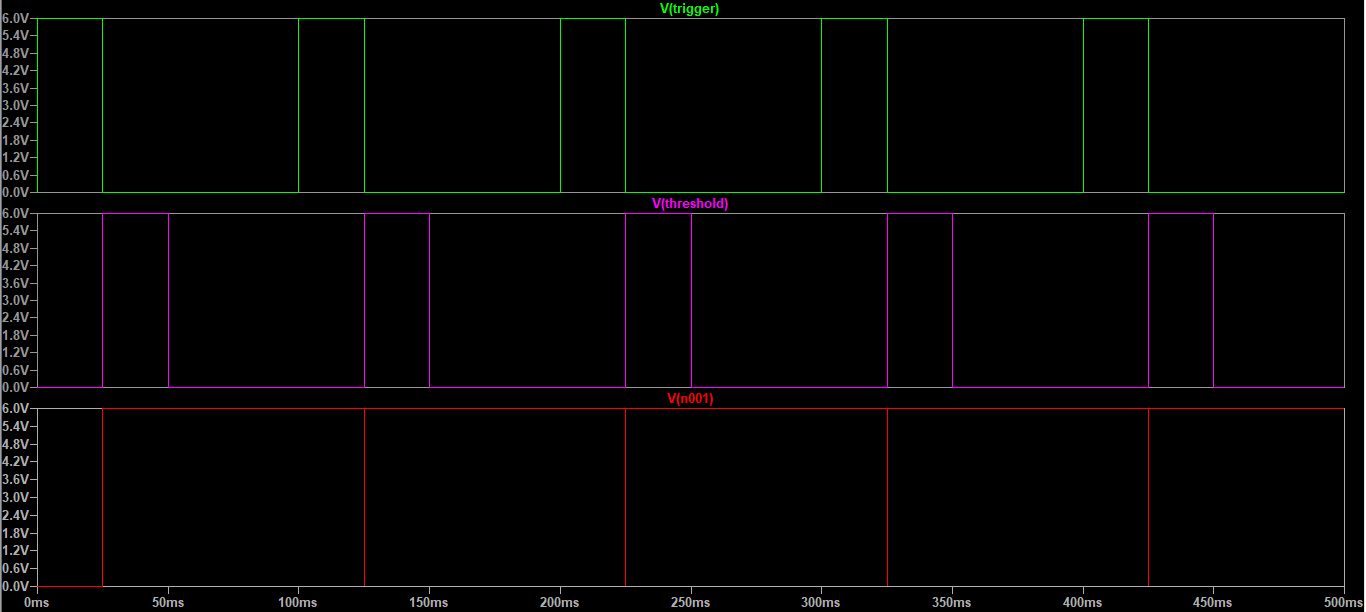 V(trigger)
6.0V
5.4V
4.8V
4.2V
3.6V
3.0V
2.4V
1.8V
1.2V
0.6V
0.0V
V(threshold)
6.0V
5.4V
4.8V
4.2V
3.6V
3.0V
2.4V
1.8V
1.2V
0.6V
0.0V
V(n001)
6.0V
5.4V
4.8V
4.2V
3.6V
3.0V
2.4V
1.8V
1.2V
0.6V
0.0V
0ms 50ms 100ms 150ms 200ms 250ms 300ms 350ms 400ms 450ms 500ms